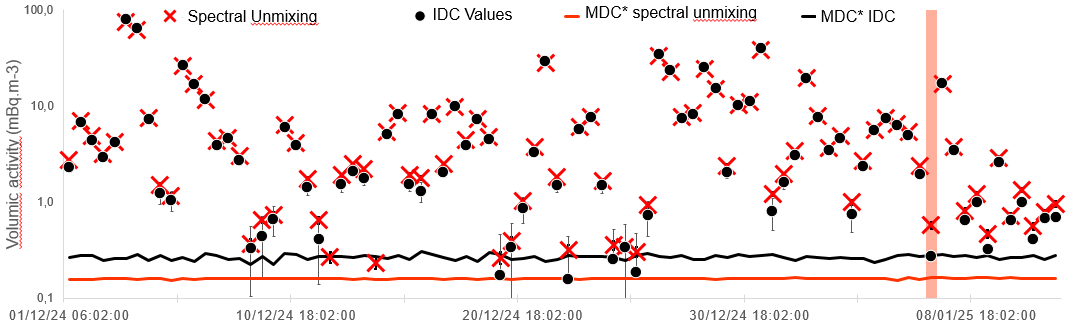 100,0
Spectral Unmixing
IDC Values
MDC* spectral unmixing
MDC* IDC
Volumic activity (mBq.m-3)
10,0
1,0
0,1
01/12/24 06:02:00
10/12/24 18:02:00
20/12/24 18:02:00
30/12/24 18:02:00
08/01/25 18:02:00